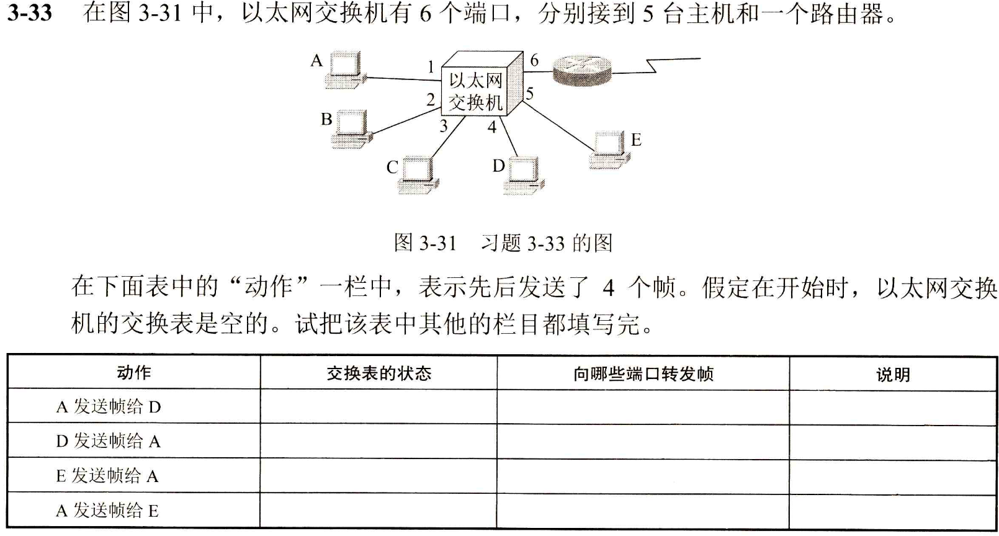 3-33 在图 3-31 中，以太网交换机有 6 个端口，分别接到 5 台主机和一个路由器。
A
1
6
以太网
交换机
2
5
B
3
4
E
C
D
图 3-31 习题 3-33 的图
在下面表中的“动作”一栏中，表示先后发送了 4 个帧。假定在开始时，以太网交换
机的交换表是空的。试把该表中其他的栏目都填写完。
动作 交换表的状态 向哪些端口转发帧 说明
A 发送帧给 D
D 发送帧给 A
E 发送帧给 A
A 发送帧给 E